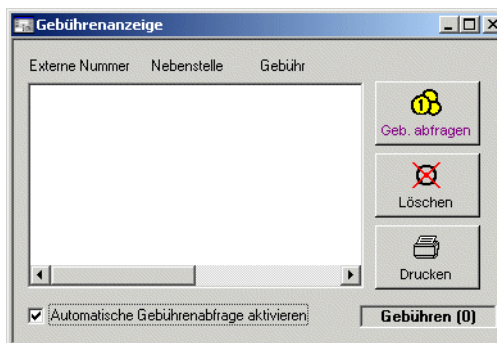 Gebührenanzeige
Externe Nummer Nebenstelle Gebühr
Geb. abfragen
Löschen
Drucken
Automatische Gebührenabfrage aktivieren
Gebühren (0)